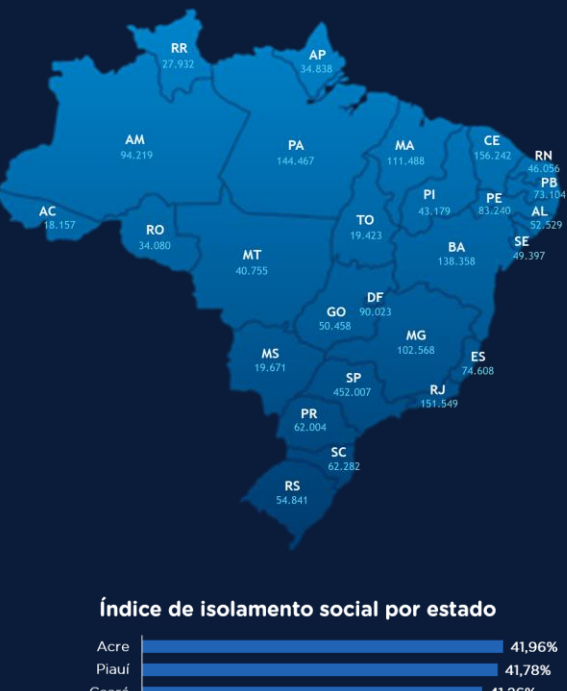 RR
27.932
AP
34.838
AM
94.219
PA
144.467
MA
111.488
CE
156.242
RN
46.056
PB
73.104
PI
43.179
PE
83.240
AL
52.529
SE
49.397
AC
18.157
RO
34.080
TO
19.423
BA
138.358
MT
40.755
DF
90.023
GO
50.458
MG
102.568
ES
74.608
MS
19.671
SP
452.007
RJ
151.549
PR
62.004
SC
62.282
RS
54.841
Índice de isolamento social por estado
Acre 41,96%
Piauí 41,78%
Ceará 41,26%